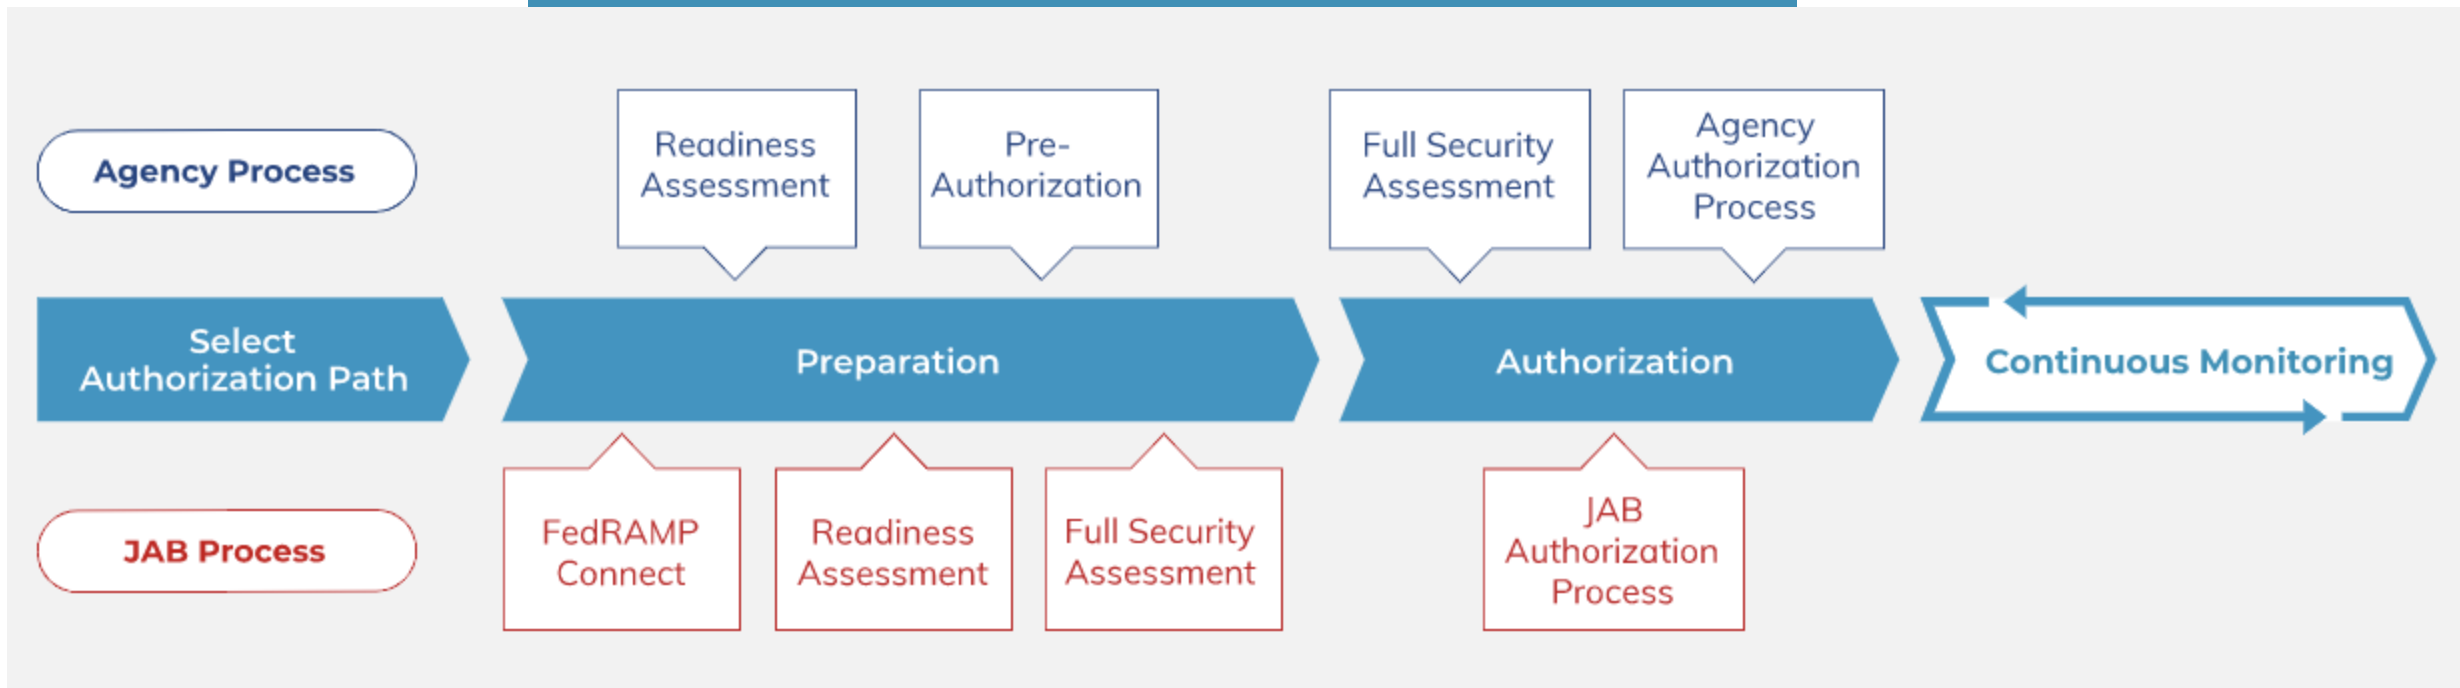 Agency Process
Readiness
Assessment
Pre-
Authorization
Full Security
Assessment
Agency
Authorization
Process
Select
Authorization Path
Preparation
Authorization
Continuous Monitoring
JAB Process
FedRAMP
Connect
Readiness
Assessment
Full Security
Assessment
JAB
Authorization
Process